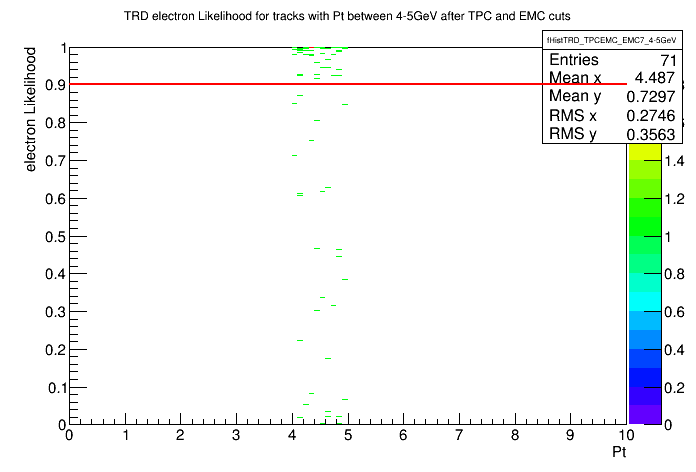 TRD electron Likelihood for tracks with Pt between 4-5GeV after TPC and EMC cuts
fHistTRD_TPCEMC_EMC7_4-5GeV
Entries 71
Mean x 4.487
Mean y 0.7297
RMS x 0.2746
RMS y 0.3563
electron Likelihood
1
0.9
0.8
0.7
0.6
0.5
0.4
0.3
0.2
0.1
0
0 1 2 3 4 5 6 7 8 9 10
Pt
1.4
1.2
1
0.8
0.6
0.4
0.2
0